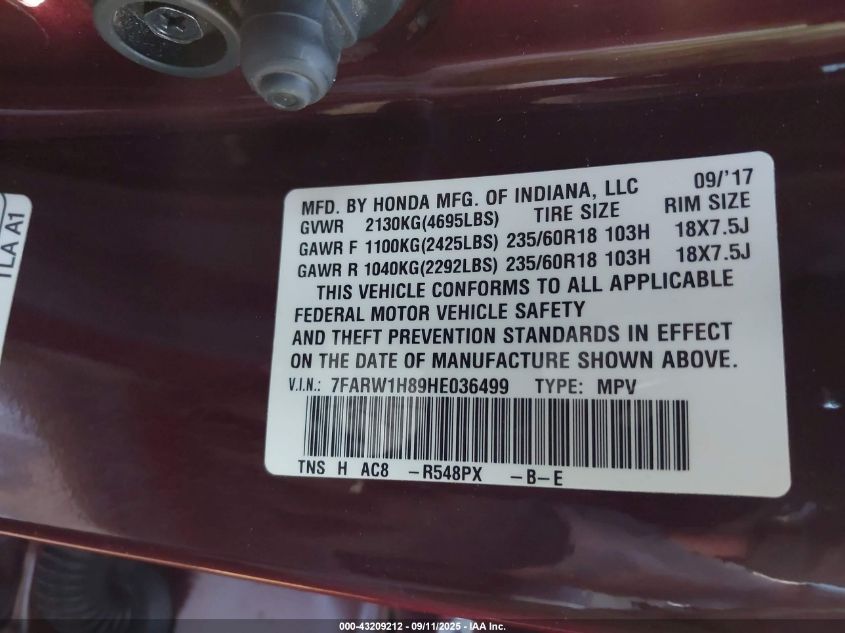 MFD. BY HONDA MFG. OF INDIANA, LLC 09/'17
GVWR 2130KG(4695LBS) TIRE SIZE RIM SIZE
GAWR F 1100KG(2425LBS) 235/60R18 103H 18X7.5J
GAWR R 1040KG(2292LBS) 235/60R18 103H 18X7.5J
THIS VEHICLE CONFORMS TO ALL APPLICABLE
FEDERAL MOTOR VEHICLE SAFETY
AND THEFT PREVENTION STANDARDS IN EFFECT
ON THE DATE OF MANUFACTURE SHOWN ABOVE.
V.I.N.: 7FARW1H89HE036499 TYPE: MPV
TNS H AC8 -R548PX -B-E
TLA A1
000-43209212 - 09/11/2025 - IAA Inc.